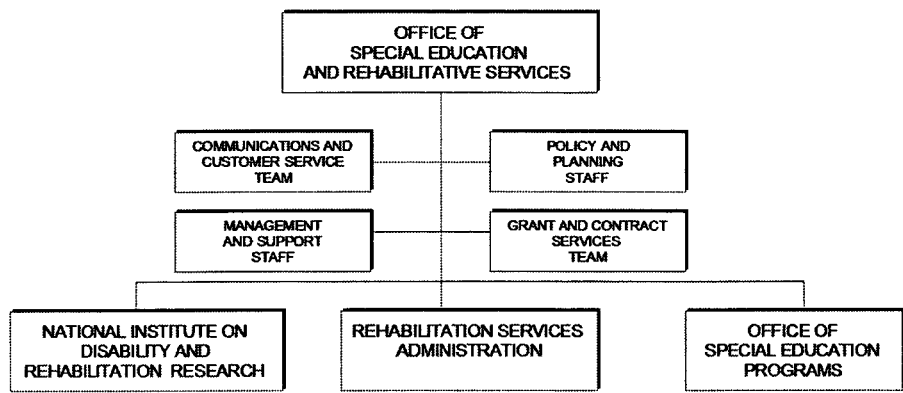 OFFICE OF
SPECIAL EDUCATION
AND REHABILITATIVE SERVICES
COMMUNICATIONS AND
CUSTOMER SERVICE
TEAM
POLICY AND
PLANNING
STAFF
MANAGEMENT
AND SUPPORT
STAFF
GRANT AND CONTRACT
SERVICES
TEAM
NATIONAL INSTITUTE ON
DISABILITY AND
REHABILITATION RESEARCH
REHABILITATION SERVICES
ADMINISTRATION
OFFICE OF
SPECIAL EDUCATION
PROGRAMS